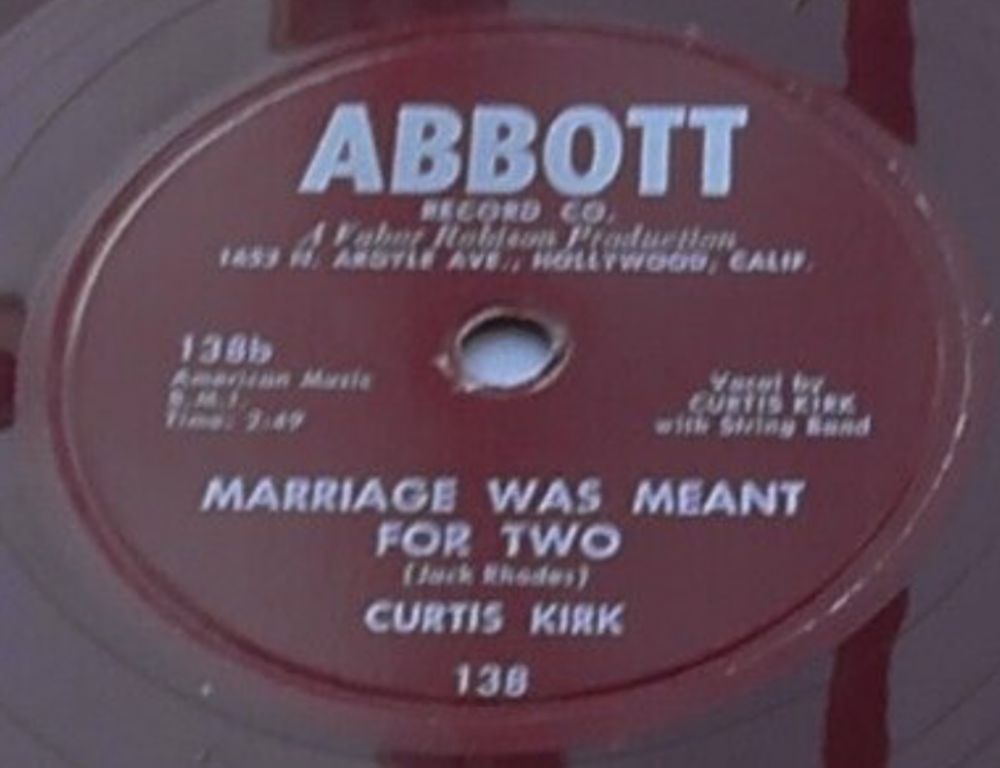 ABBOTT
RECORD CO.
A Fabor Robison Production
1653 N. ARGYLE AVE., HOLLYWOOD, CALIF.
138b
American Music
B.M.I.
Time: 2:49
Vocal by
CURTIS KIRK
with String Band
MARRIAGE WAS MEANT
FOR TWO
(Jack Rhodes)
CURTIS KIRK
138